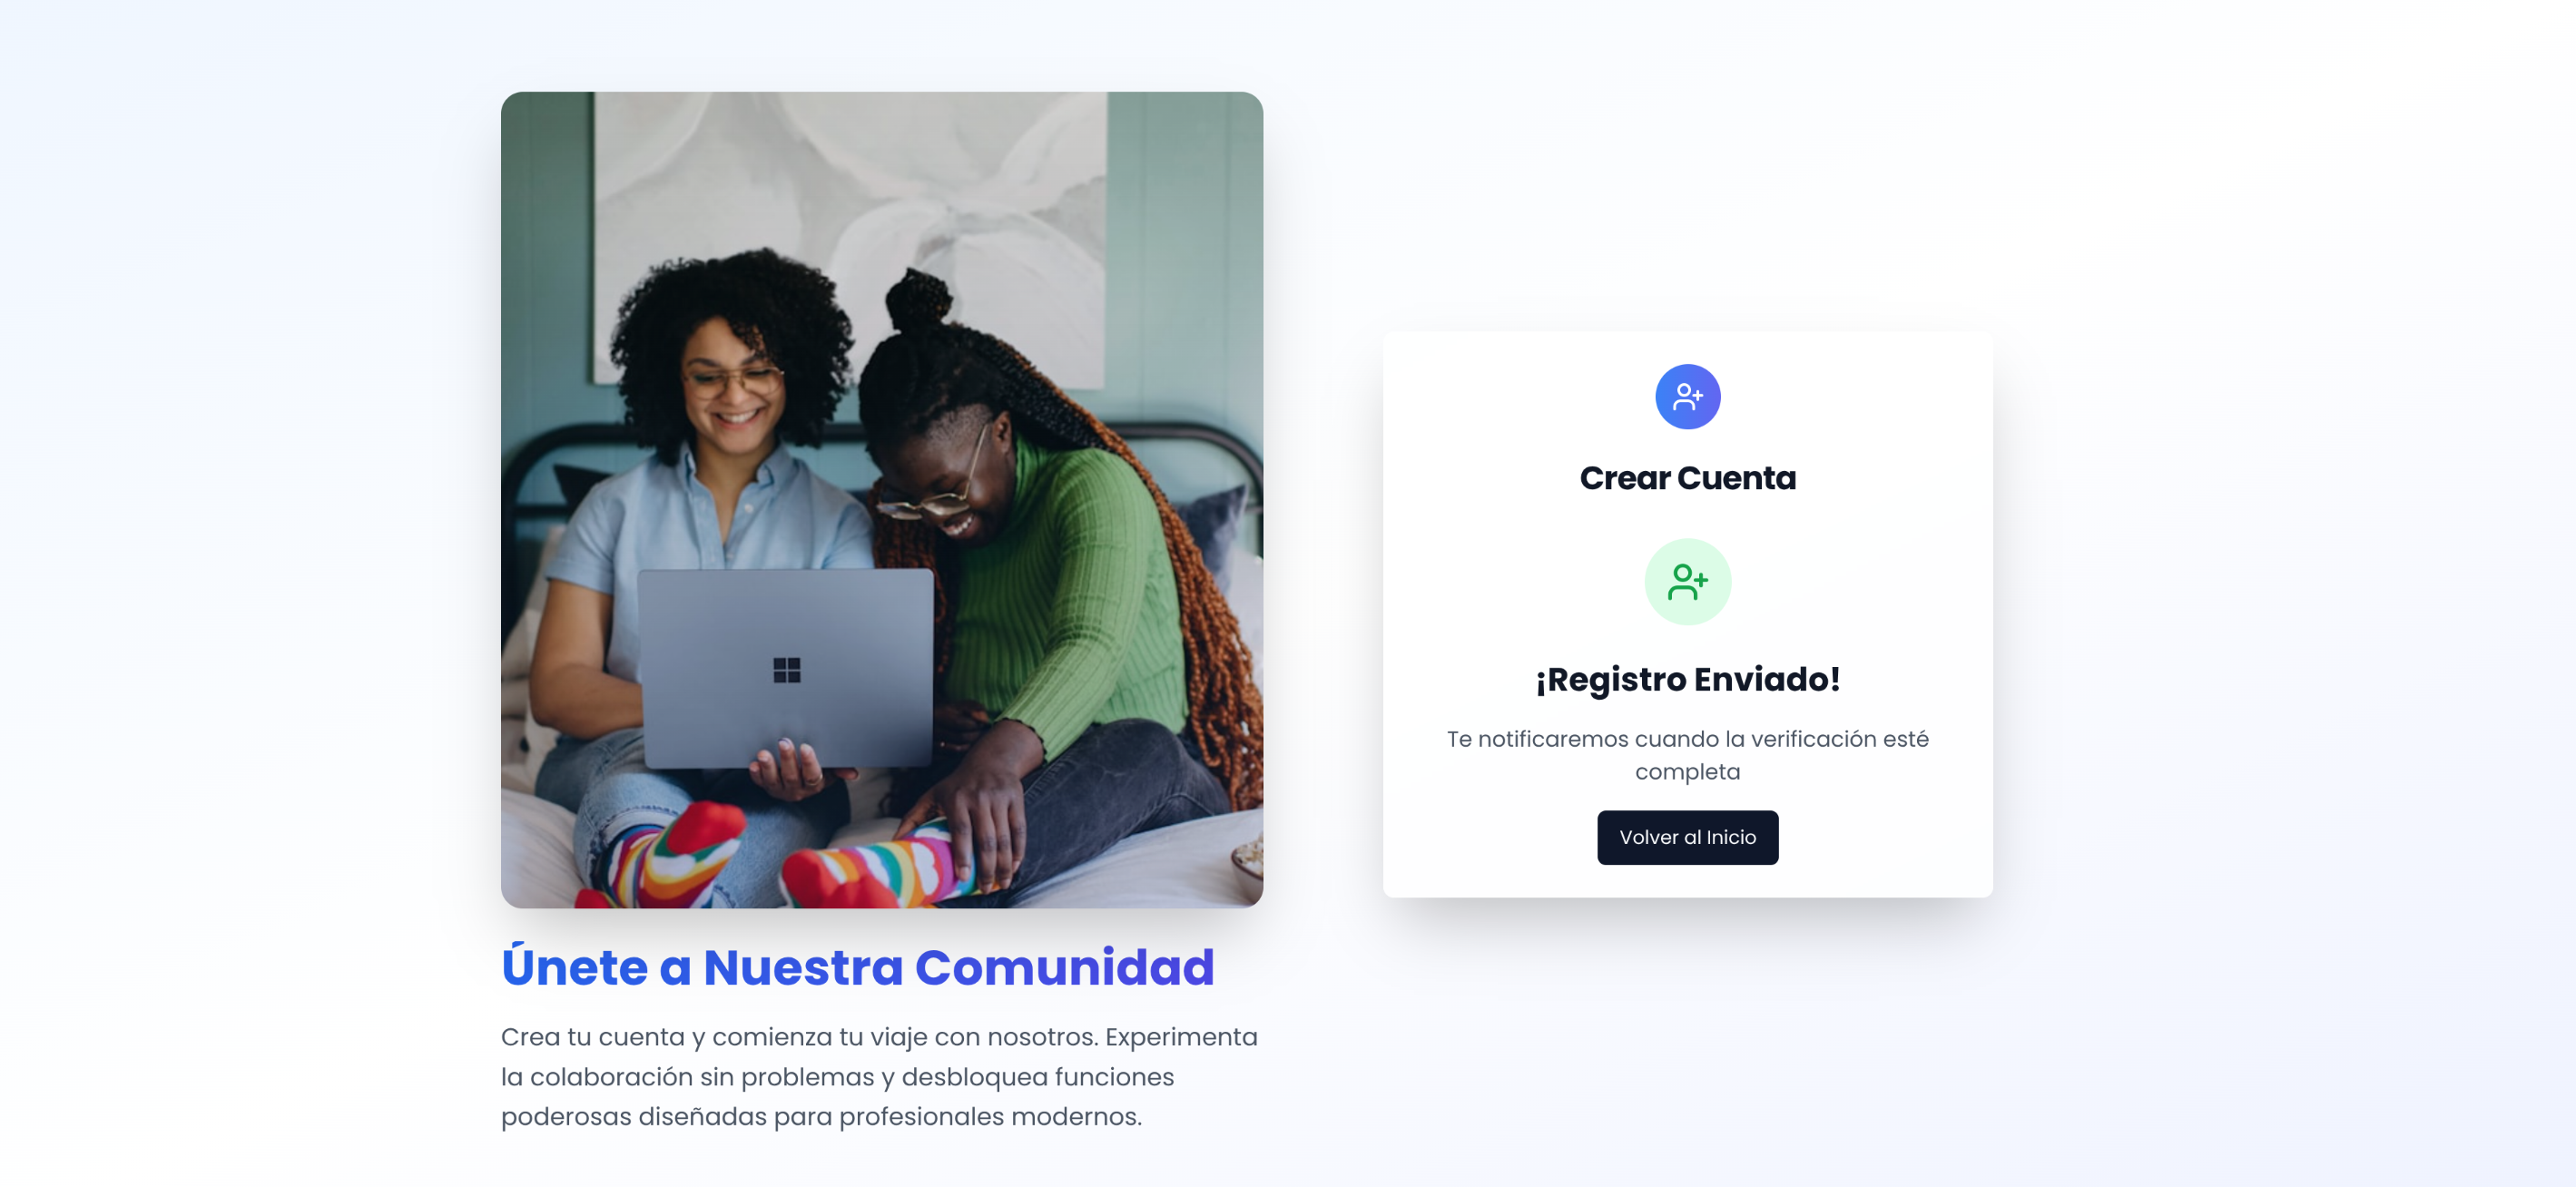 Únete a Nuestra Comunidad
Crea tu cuenta y comienza tu viaje con nosotros. Experimenta
la colaboración sin problemas y desbloquea funciones
poderosas diseñadas para profesionales modernos.
Crear Cuenta
¡Registro Enviado!
Te notificaremos cuando la verificación esté
completa
Volver al Inicio